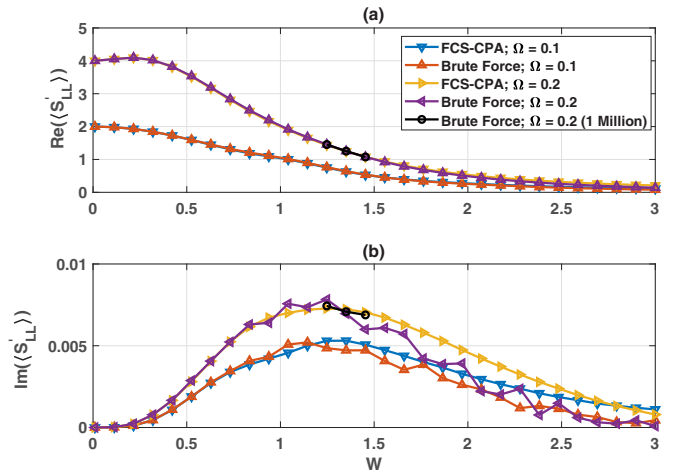 (a)
Re(⟨S'LL⟩)
5
4
3
2
1
0
FCS-CPA; Ω = 0.1
Brute Force; Ω = 0.1
FCS-CPA; Ω = 0.2
Brute Force; Ω = 0.2
Brute Force; Ω = 0.2 (1 Million)
0 0.5 1 1.5 2 2.5 3
(b)
Im(⟨S'LL⟩)
0.01
0.005
0
0 0.5 1 1.5 2 2.5 3
W